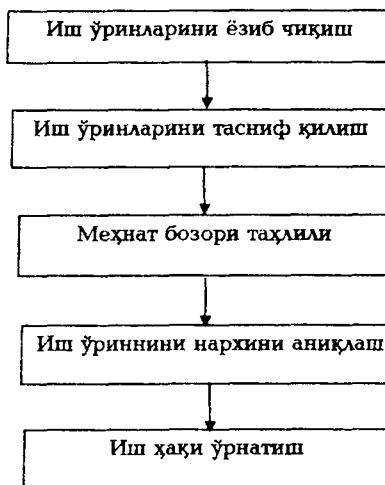 Иш ўринларини ёзиб чиқиш
Иш ўринларини тасниф қилиш
Меҳнат бозори таҳлили
Иш ўриннини нархини аниқлаш
Иш ҳақи ўрнатиш